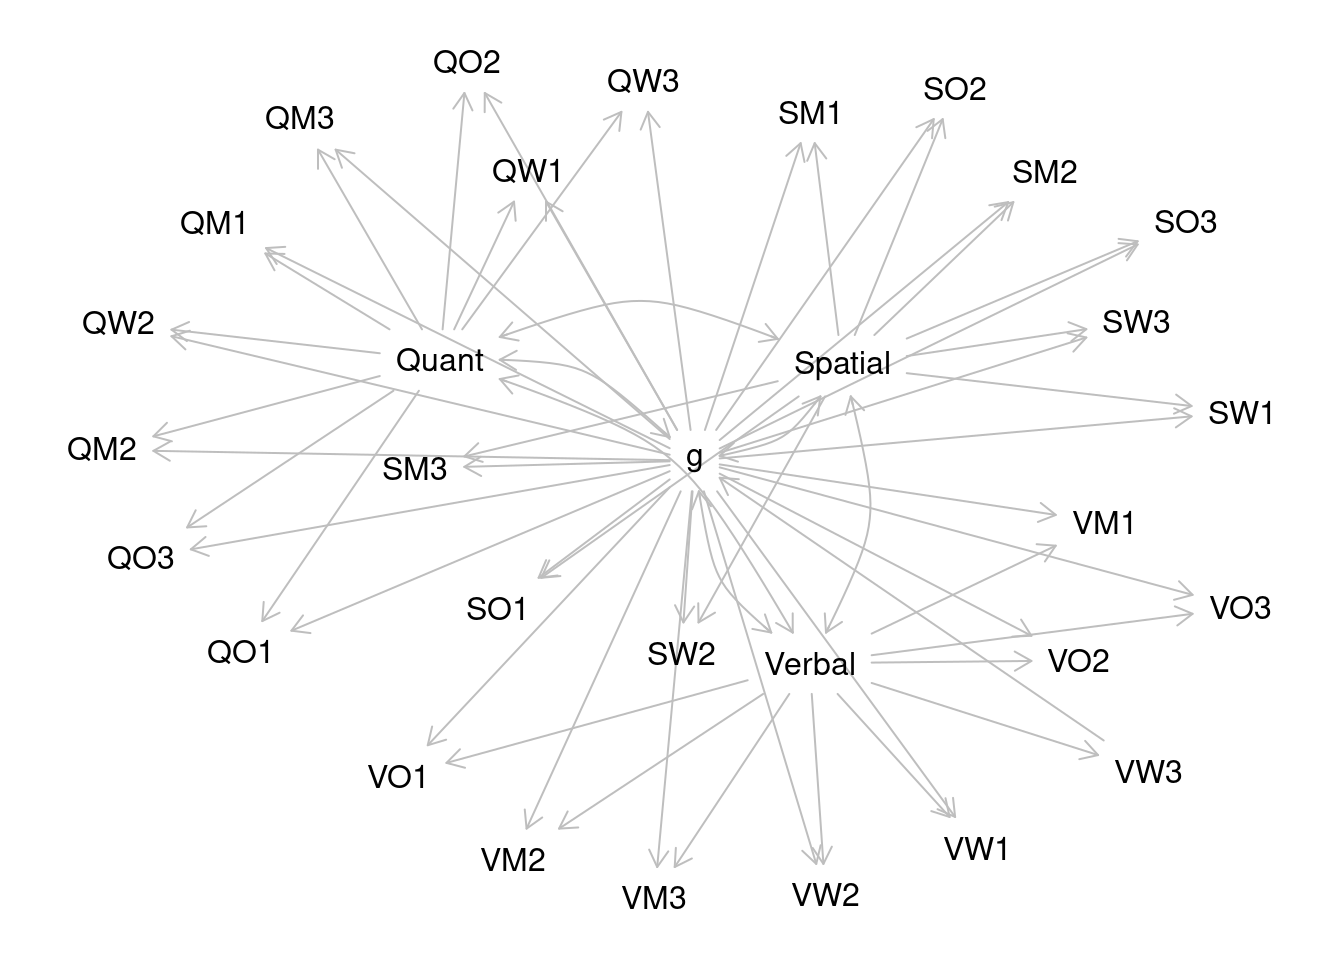 QO2
QW3
SO2
SM1
QM3
QW1
SM2
QM1
SO3
QW2
SW3
Quant
Spatial
SW1
QM2
g
SM3
VM1
QO3
SO1
VO3
QO1
SW2
Verbal
VO2
VO1
VW3
VM2
VW1
VM3
VW2